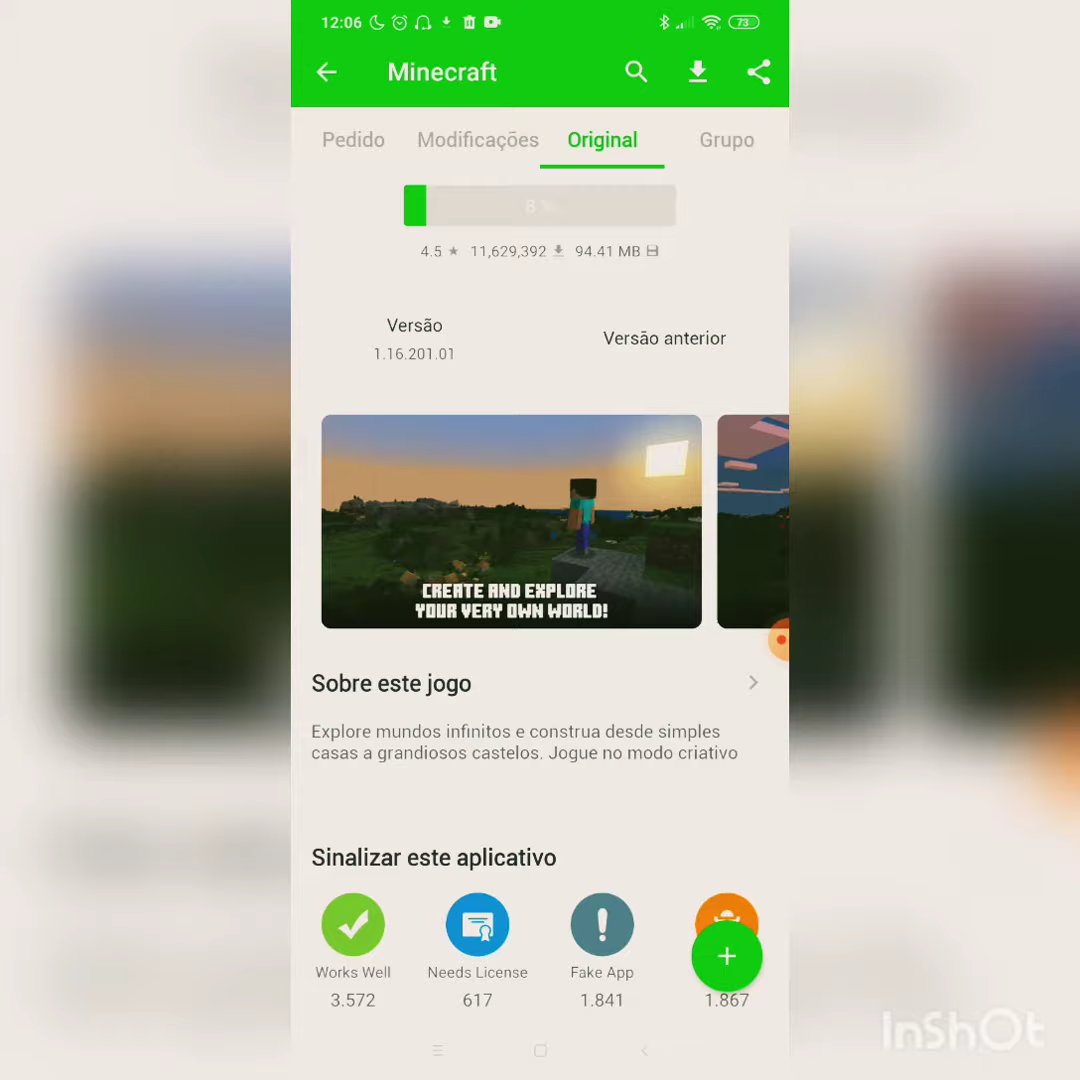 12:06
73
Minecraft
Pedido
Modificações
Original
Grupo
8 %
4.5
11,629,392
94.41 MB
Versão
1.16.201.01
Versão anterior
CREATE AND EXPLORE
YOUR VERY OWN WORLD!
Sobre este jogo
Explore mundos infinitos e construa desde simples
casas a grandiosos castelos. Jogue no modo criativo
Sinalizar este aplicativo
Works Well
Needs License
Fake App
3.572
617
1.841
1.867
InShOt